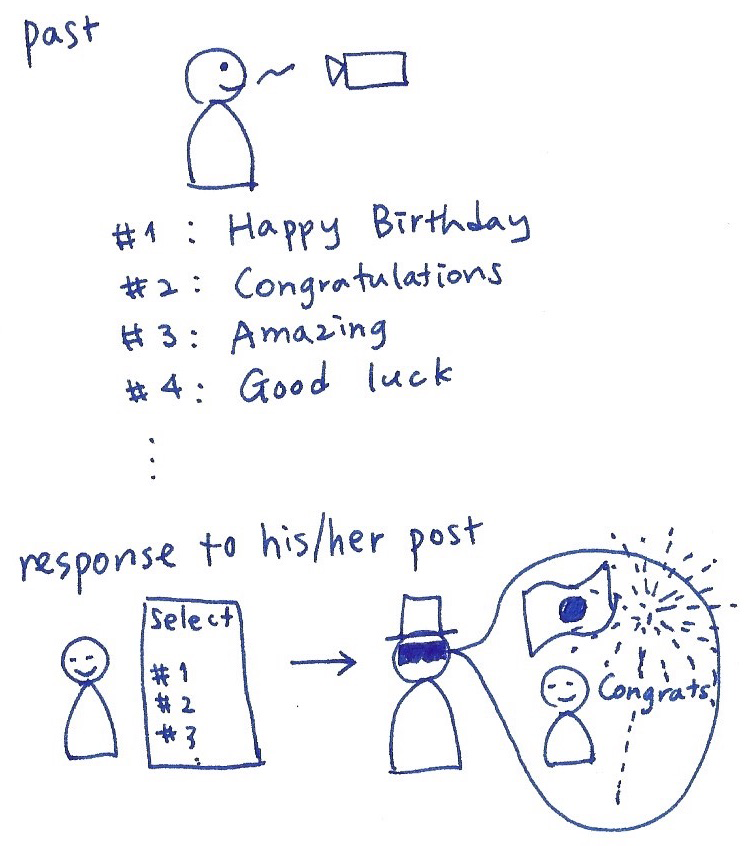 past
#1 : Happy Birthday
#2 : Congratulations
#3 : Amazing
#4 : Good luck
response to his/her post
Select
#1
#2
#3
Congrats!